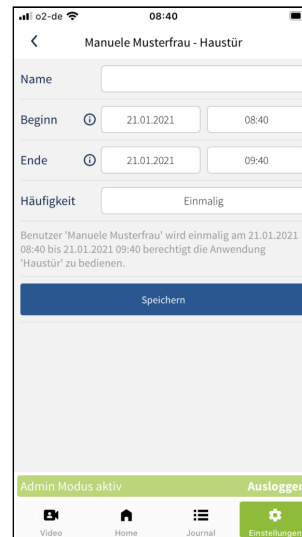 o2-de 08:40
Manuele Musterfrau - Haustür
Name
Beginn 21.01.2021 08:40
Ende 21.01.2021 09:40
Häufigkeit Einmalig
Benutzer 'Manuele Musterfrau' wird einmalig am 21.01.2021
08:40 bis 21.01.2021 09:40 berechtigt die Anwendung
'Haustür' zu bedienen.
Speichern
Admin Modus aktiv Ausloggen
Video Home Journal Einstellungen